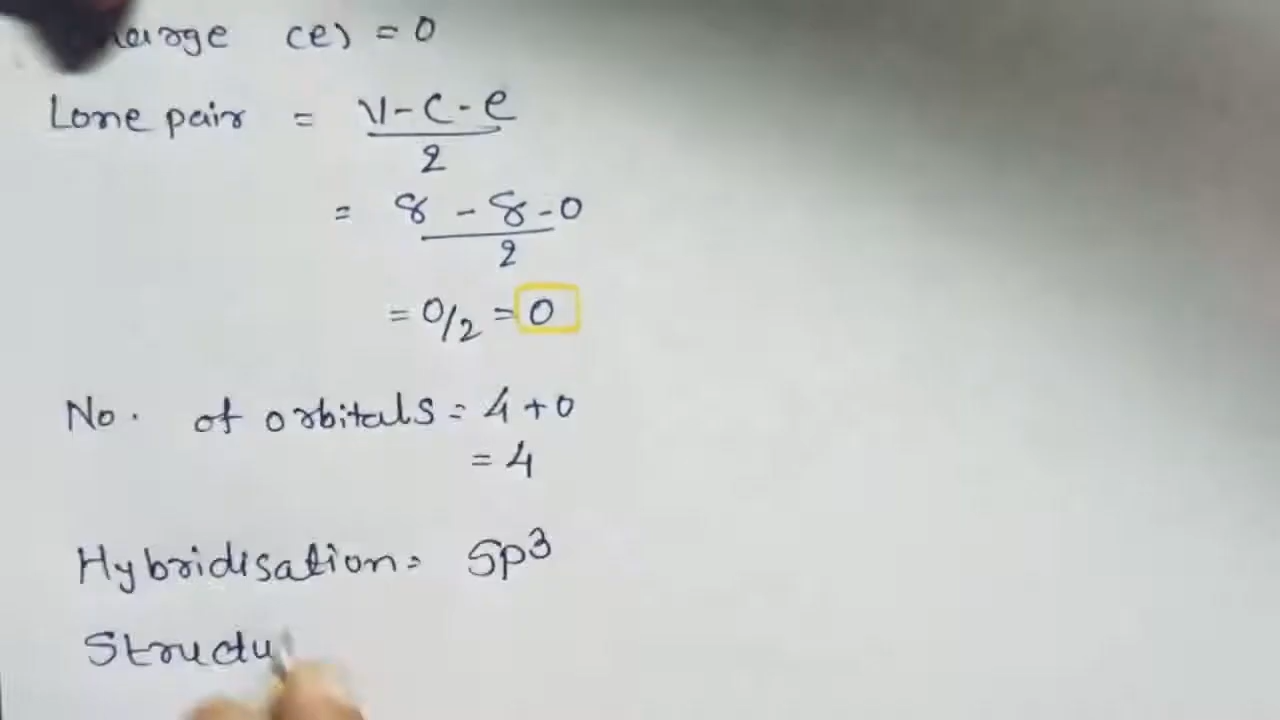 (e) = 0
Lone pair = V-C-e
2
= 8 - 8 - 0
2
= 0/2 = 0
No. of orbitals = 4 + 0
= 4
Hybridisation = Sp3
Structu